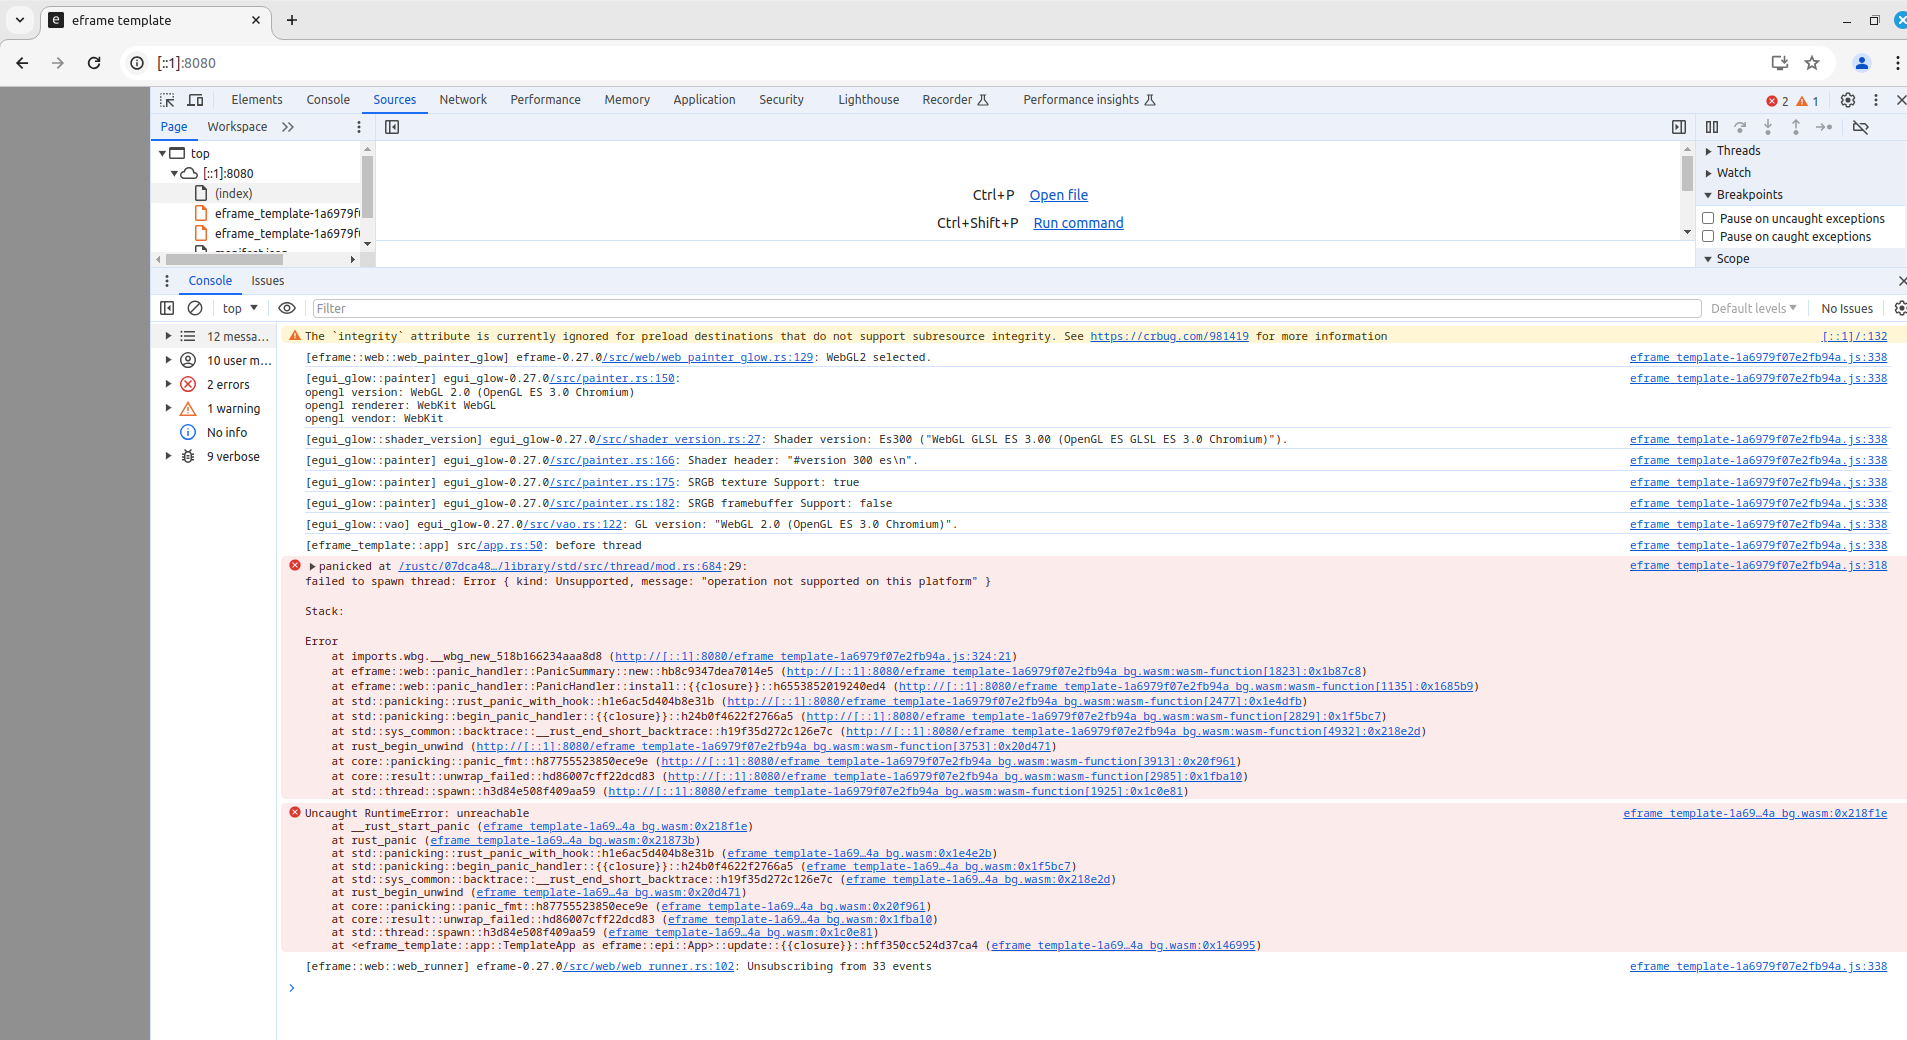 eframe template
[::1]:8080
Elements Console Sources Network Performance Memory Application Security Lighthouse Recorder Performance insights 2 1
Page Workspace
top
[::1]:8080
(index)
eframe_template-1a6979f0
eframe_template-1a6979f0
Ctrl+P Open file
Ctrl+Shift+P Run command
Threads
Watch
Breakpoints
Pause on uncaught exceptions
Pause on caught exceptions
Scope
Console Issues
top Filter Default levels No Issues
12 messa...
10 user m...
2 errors
1 warning
No info
9 verbose
The `integrity` attribute is currently ignored for preload destinations that do not support subresource integrity. See https://crbug.com/981419 for more information [::1]/:132
[eframe::web::web_painter_glow] eframe-0.27.0/src/web/web_painter_glow.rs:129: WebGL2 selected. eframe_template-1a6979f07e2fb94a.js:338
[egui_glow::painter] egui_glow-0.27.0/src/painter.rs:150: eframe_template-1a6979f07e2fb94a.js:338
opengl version: WebGL 2.0 (OpenGL ES 3.0 Chromium)
opengl renderer: WebKit WebGL
opengl vendor: WebKit
[egui_glow::shader_version] egui_glow-0.27.0/src/shader_version.rs:27: Shader version: Es300 ("WebGL GLSL ES 3.00 (OpenGL ES GLSL ES 3.0 Chromium)"). eframe_template-1a6979f07e2fb94a.js:338
[egui_glow::painter] egui_glow-0.27.0/src/painter.rs:166: Shader header: "#version 300 es\n". eframe_template-1a6979f07e2fb94a.js:338
[egui_glow::painter] egui_glow-0.27.0/src/painter.rs:175: SRGB texture Support: true eframe_template-1a6979f07e2fb94a.js:338
[egui_glow::painter] egui_glow-0.27.0/src/painter.rs:182: SRGB framebuffer Support: false eframe_template-1a6979f07e2fb94a.js:338
[egui_glow::vao] egui_glow-0.27.0/src/vao.rs:122: GL version: "WebGL 2.0 (OpenGL ES 3.0 Chromium)". eframe_template-1a6979f07e2fb94a.js:338
[eframe_template::app] src/app.rs:50: before thread eframe_template-1a6979f07e2fb94a.js:338
panicked at /rustc/07dca48…/library/std/src/thread/mod.rs:684:29: eframe_template-1a6979f07e2fb94a.js:318
failed to spawn thread: Error { kind: Unsupported, message: "operation not supported on this platform" }
Stack:
Error
at imports.wbg.__wbg_new_518b166234aaa8d8 (http://[::1]:8080/eframe_template-1a6979f07e2fb94a.js:324:21)
at eframe::web::panic_handler::PanicSummary::new::hb8c9347dea7014e5 (http://[::1]:8080/eframe_template-1a6979f07e2fb94a_bg.wasm:wasm-function[1823]:0x1b87c8)
at eframe::web::panic_handler::PanicHandler::install::{{closure}}::h6553852019240ed4 (http://[::1]:8080/eframe_template-1a6979f07e2fb94a_bg.wasm:wasm-function[1135]:0x1685b9)
at std::panicking::rust_panic_with_hook::h1e6ac5d404b8e31b (http://[::1]:8080/eframe_template-1a6979f07e2fb94a_bg.wasm:wasm-function[2477]:0x1e4dfb)
at std::panicking::begin_panic_handler::{{closure}}::h24b0f4622f2766a5 (http://[::1]:8080/eframe_template-1a6979f07e2fb94a_bg.wasm:wasm-function[2829]:0x1f5bc7)
at std::sys_common::backtrace::__rust_end_short_backtrace::h19f35d272c126e7c (http://[::1]:8080/eframe_template-1a6979f07e2fb94a_bg.wasm:wasm-function[4932]:0x218e2d)
at rust_begin_unwind (http://[::1]:8080/eframe_template-1a6979f07e2fb94a_bg.wasm:wasm-function[3753]:0x20d471)
at core::panicking::panic_fmt::h87755523850ece9e (http://[::1]:8080/eframe_template-1a6979f07e2fb94a_bg.wasm:wasm-function[3913]:0x20f961)
at core::result::unwrap_failed::hd86007cff22dcd83 (http://[::1]:8080/eframe_template-1a6979f07e2fb94a_bg.wasm:wasm-function[2985]:0x1fba10)
at std::thread::spawn::h3d84e508f409aa59 (http://[::1]:8080/eframe_template-1a6979f07e2fb94a_bg.wasm:wasm-function[1925]:0x1c0e81)
Uncaught RuntimeError: unreachable eframe_template-1a69…4a_bg.wasm:0x218f1e
at __rust_start_panic (eframe_template-1a69…4a_bg.wasm:0x218f1e)
at rust_panic (eframe_template-1a69…4a_bg.wasm:0x21873b)
at std::panicking::rust_panic_with_hook::h1e6ac5d404b8e31b (eframe_template-1a69…4a_bg.wasm:0x1e4e2b)
at std::panicking::begin_panic_handler::{{closure}}::h24b0f4622f2766a5 (eframe_template-1a69…4a_bg.wasm:0x1f5bc7)
at std::sys_common::backtrace::__rust_end_short_backtrace::h19f35d272c126e7c (eframe_template-1a69…4a_bg.wasm:0x218e2d)
at rust_begin_unwind (eframe_template-1a69…4a_bg.wasm:0x20d471)
at core::panicking::panic_fmt::h87755523850ece9e (eframe_template-1a69…4a_bg.wasm:0x20f961)
at core::result::unwrap_failed::hd86007cff22dcd83 (eframe_template-1a69…4a_bg.wasm:0x1fba10)
at std::thread::spawn::h3d84e508f409aa59 (eframe_template-1a69…4a_bg.wasm:0x1c0e81)
at <eframe_template::app::TemplateApp as eframe::epi::App>::update::{{closure}}::hff350cc524d37ca4 (eframe_template-1a69…4a_bg.wasm:0x146995)
[eframe::web::web_runner] eframe-0.27.0/src/web/web_runner.rs:102: Unsubscribing from 33 events eframe_template-1a6979f07e2fb94a.js:338